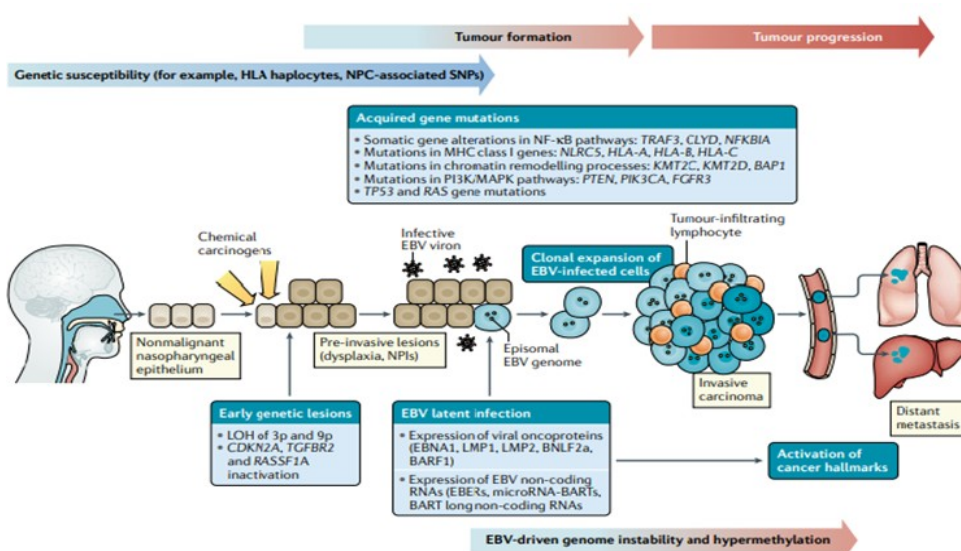 Tumour formation
Tumour progression
Genetic susceptibility (for example, HLA haplocytes, NPC-associated SNPs)
Acquired gene mutations
• Somatic gene alterations in NF-κB pathways: TRAF3, CLYD, NFKBIA
• Mutations in MHC class I genes: NLRC5, HLA-A, HLA-B, HLA-C
• Mutations in chromatin remodelling processes: KMT2C, KMT2D, BAP1
• Mutations in PI3K/MAPK pathways: PTEN, PIK3CA, FGFR3
• TP53 and RAS gene mutations
Chemical
carcinogens
Infective
EBV viron
Clonal expansion of
EBV-infected cells
Tumour-infiltrating
lymphocyte
Nonmalignant
nasopharyngeal
epithelium
Pre-invasive lesions
(dysplaxia, NPIs)
Episomal
EBV genome
Invasive
carcinoma
Distant
metastasis
Early genetic lesions
• LOH of 3p and 9p
• CDKN2A, TGFBR2
and RASSF1A
inactivation
EBV latent infection
• Expression of viral oncoproteins
(EBNA1, LMP1, LMP2, BNLF2a,
BARF1)
• Expression of EBV non-coding
RNAs (EBERs, microRNA-BARTs,
BART long non-coding RNAs
Activation of
cancer hallmarks
EBV-driven genome instability and hypermethylation